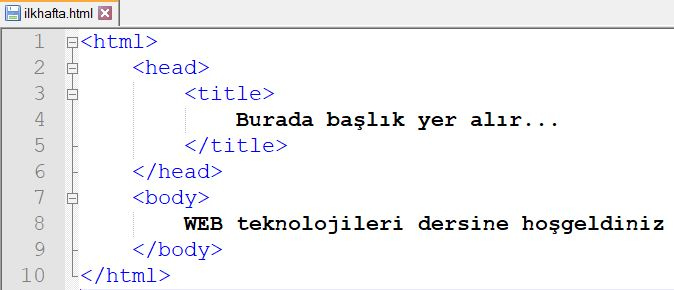 ilkhafta.html
1 <html>
2 <head>
3 <title>
4 Burada başlık yer alır...
5 </title>
6 </head>
7 <body>
8 WEB teknolojileri dersine hoşgeldiniz
9 </body>
10 </html>